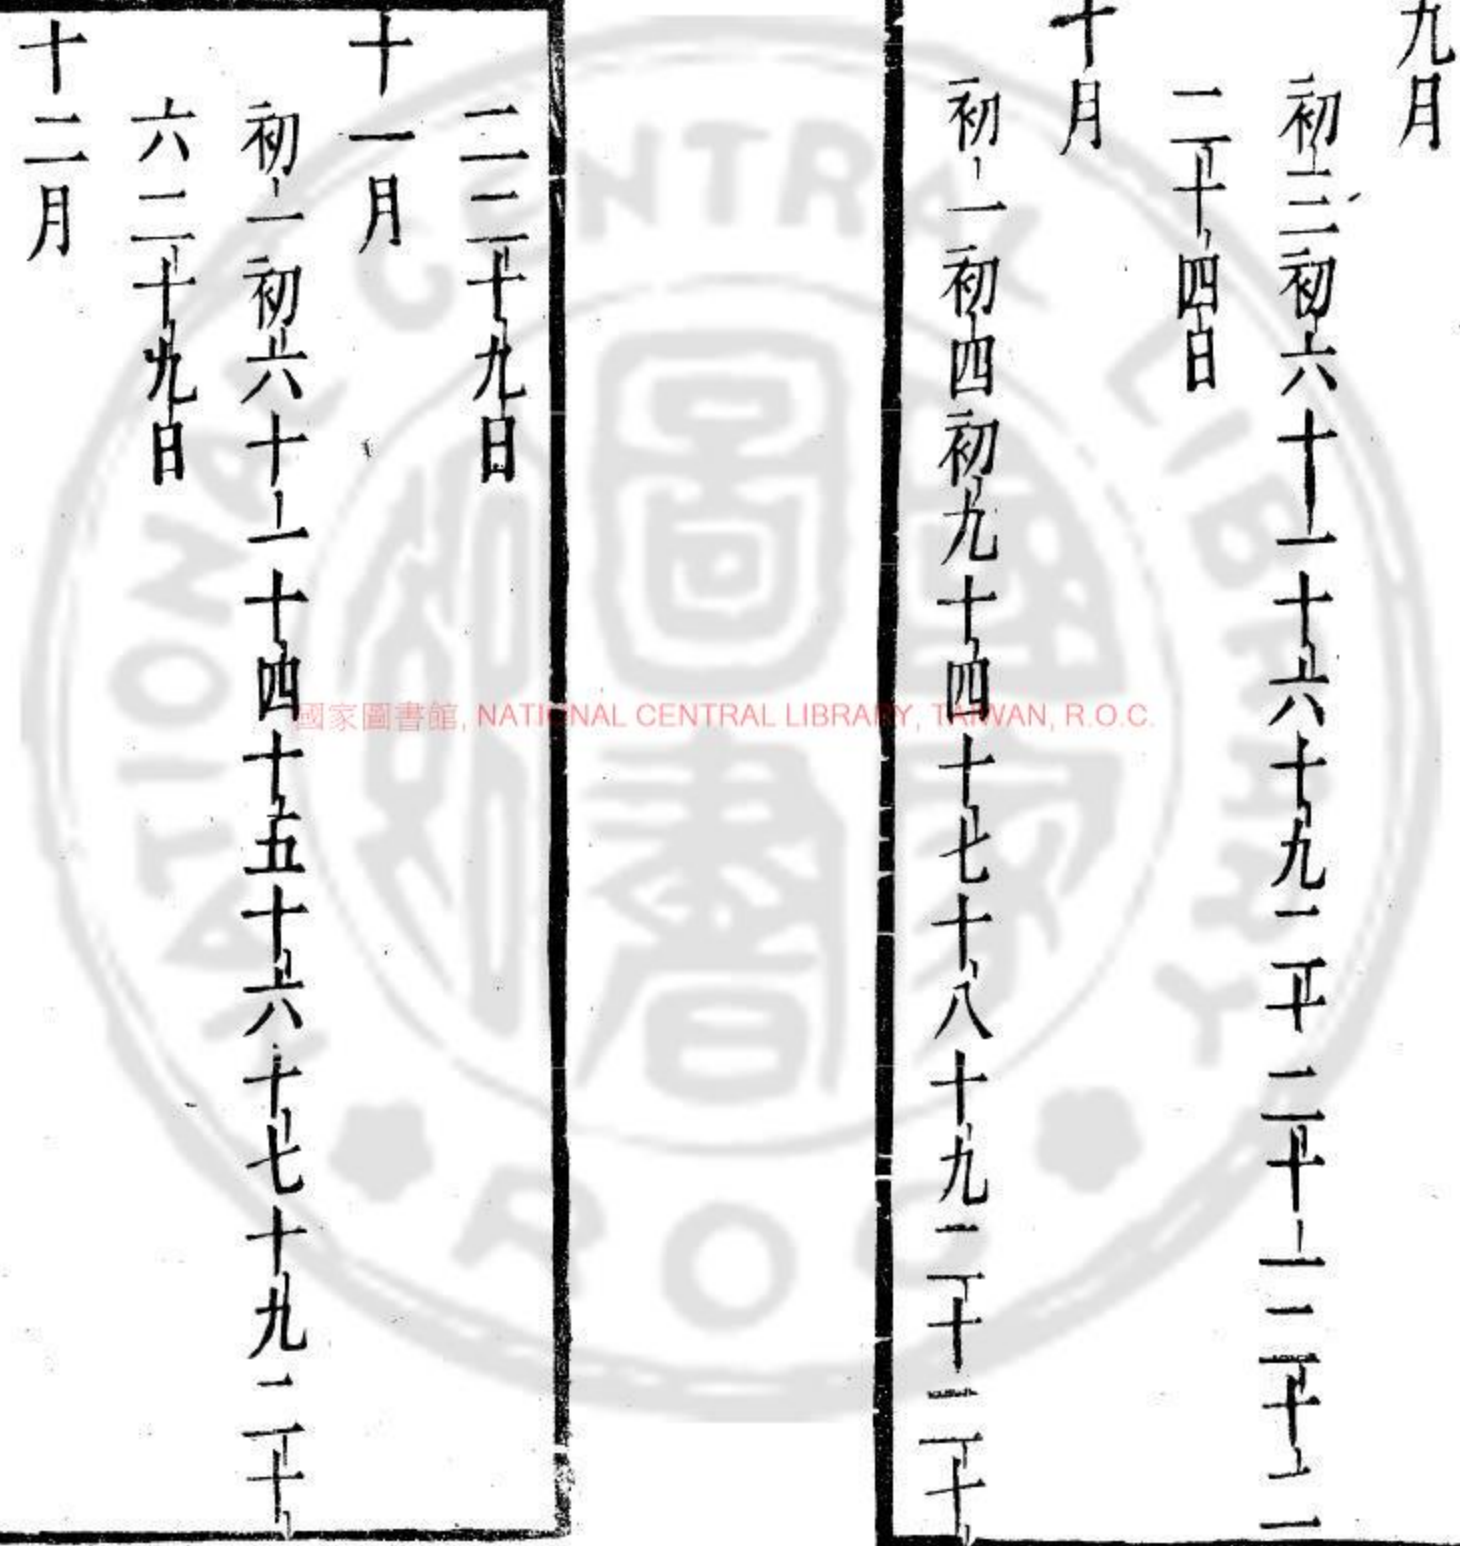 九月
初三初六十一十六十九二十二十一二十二
二十四日
十月
初一初四初九十四十七十八十九二十二十
二二十九日
十一月
初一初六十一十四十五十六十七十九二十
六二十九日
十二月
國家圖書館, NATIONAL CENTRAL LIBRARY, TAIWAN, R.O.C.
NATIONAL CENTRAL LIBRARY
ROC